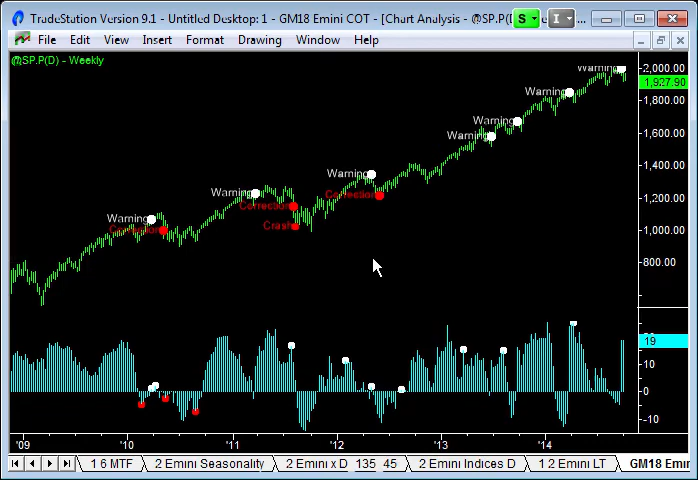 TradeStation Version 9.1 - Untitled Desktop: 1 - GM18 Emini COT - [Chart Analysis - @SP.P(D)
S
I
File Edit View Insert Format Drawing Window Help
@SP.P(D) - Weekly
Warning
2,000.00
1,927.90
Warning
1,800.00
Warning
Warning
1,600.00
1,400.00
Warning
Warning
Correction
1,200.00
Correction
Warning
Crash
Correction
1,000.00
800.00
19
10
0
-10
'09 '10 '11 '12 '13 '14
1 6 MTF 2 Emini Seasonality 2 Emini x D_135_45 2 Emini Indices D 1 2 Emini LT GM18 Emin